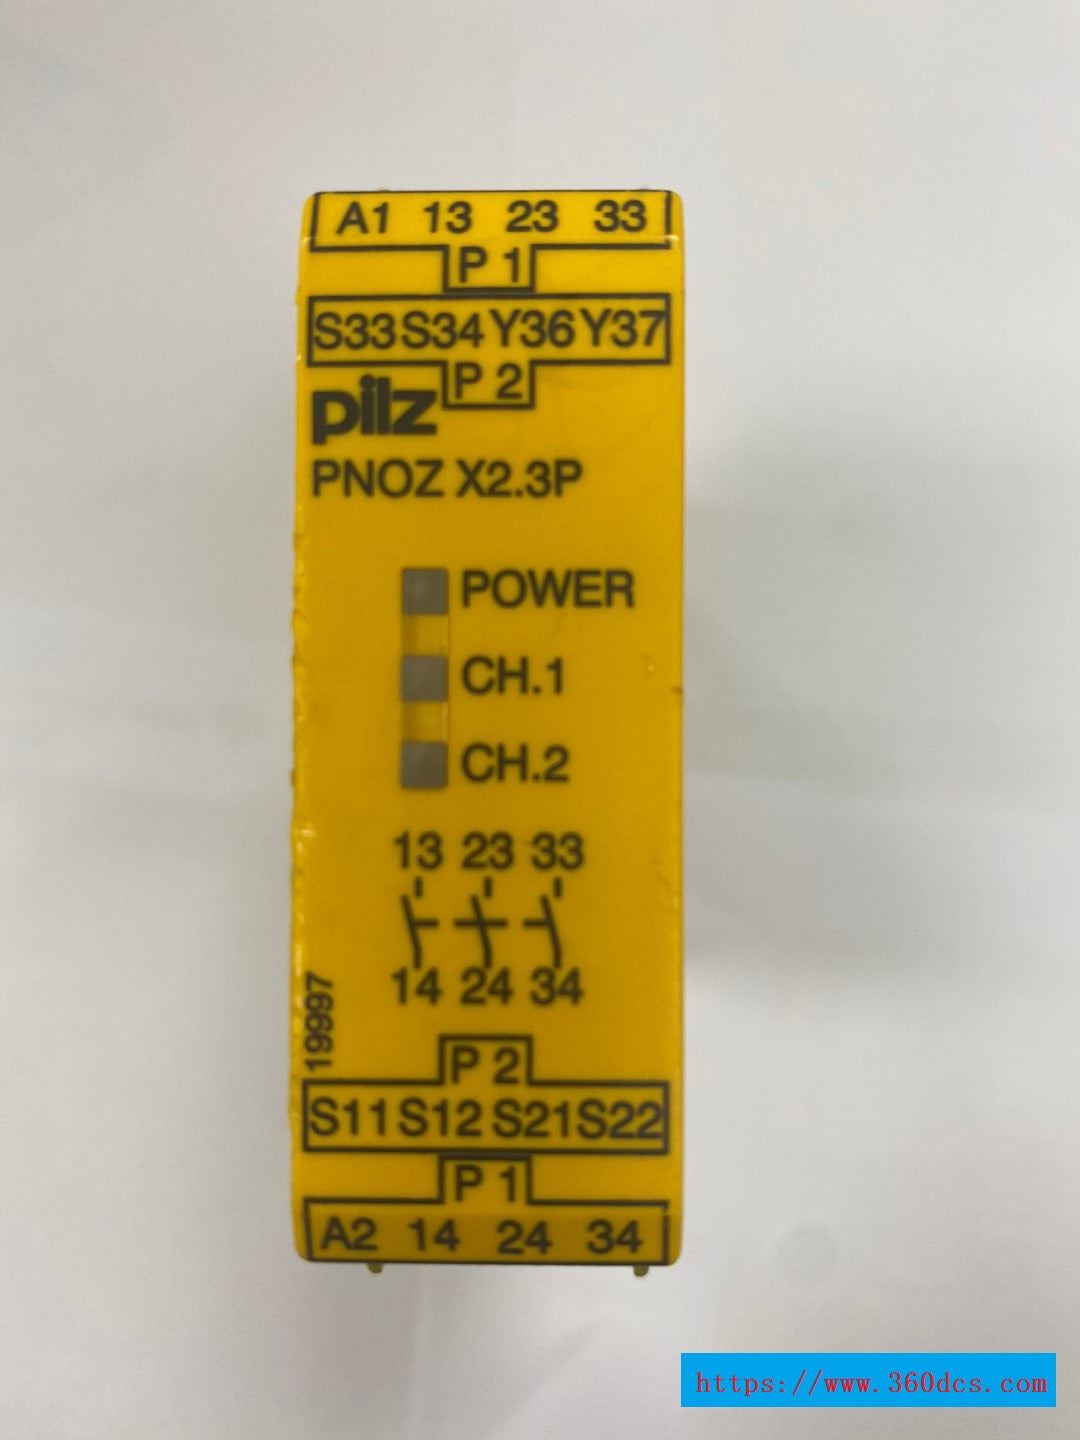 A1 13 23 33
P 1
S33 S34 Y36 Y37
P 2
pilz
PNOZ X2.3P
POWER
CH.1
CH.2
13 23 33
14 24 34
19997
P 2
S11 S12 S21 S22
P 1
A2 14 24 34
https://www.360dcs.com